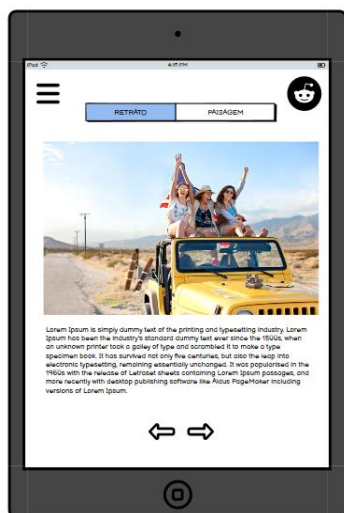 iPad 4:15 PM
RETRATO PAISAGEM
Lorem Ipsum is simply dummy text of the printing and typesetting industry. Lorem
Ipsum has been the industry's standard dummy text ever since the 1500s, when
an unknown printer took a galley of type and scrambled it to make a type
specimen book. It has survived not only five centuries, but also the leap into
electronic typesetting, remaining essentially unchanged. It was popularised in the
1960s with the release of Letraset sheets containing Lorem Ipsum passages, and
more recently with desktop publishing software like Aldus PageMaker including
versions of Lorem Ipsum.